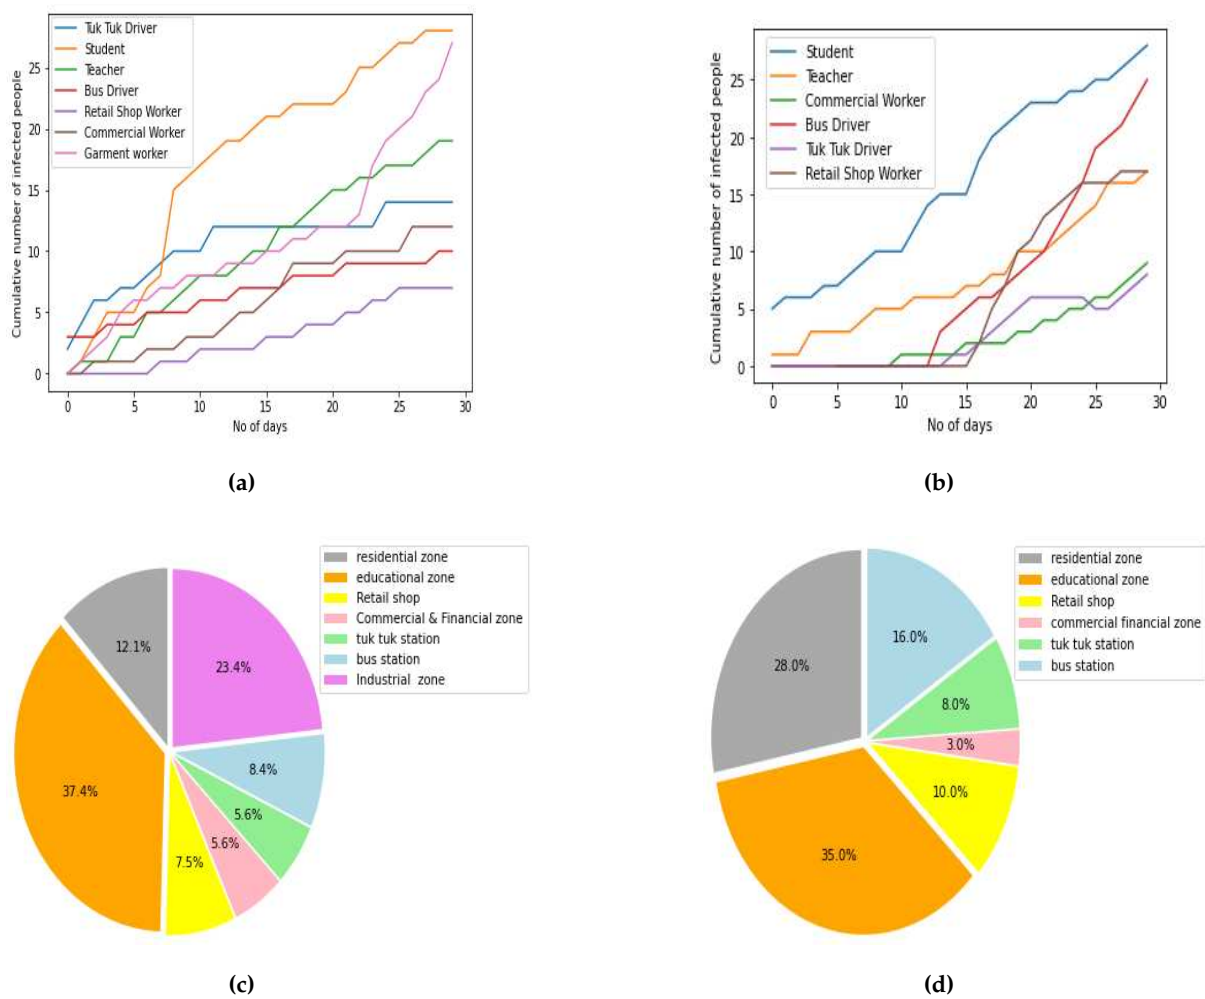 Tuk Tuk Driver
Student
Teacher
Bus Driver
Retail Shop Worker
Commercial Worker
Garment worker
Cumulative number of infected people
25
20
15
10
5
0
0 5 10 15 20 25 30
No of days
(a)
Student
Teacher
Commercial Worker
Bus Driver
Tuk Tuk Driver
Retail Shop Worker
Cumulative number of infected people
25
20
15
10
5
0
0 5 10 15 20 25 30
No of days
(b)
residential zone
educational zone
Retail shop
Commercial & Financial zone
tuk tuk station
bus station
Industrial zone
12.1%
23.4%
37.4%
8.4%
5.6%
5.6%
7.5%
(c)
residential zone
educational zone
Retail shop
commercial financial zone
tuk tuk station
bus station
28.0%
16.0%
8.0%
3.0%
10.0%
35.0%
(d)